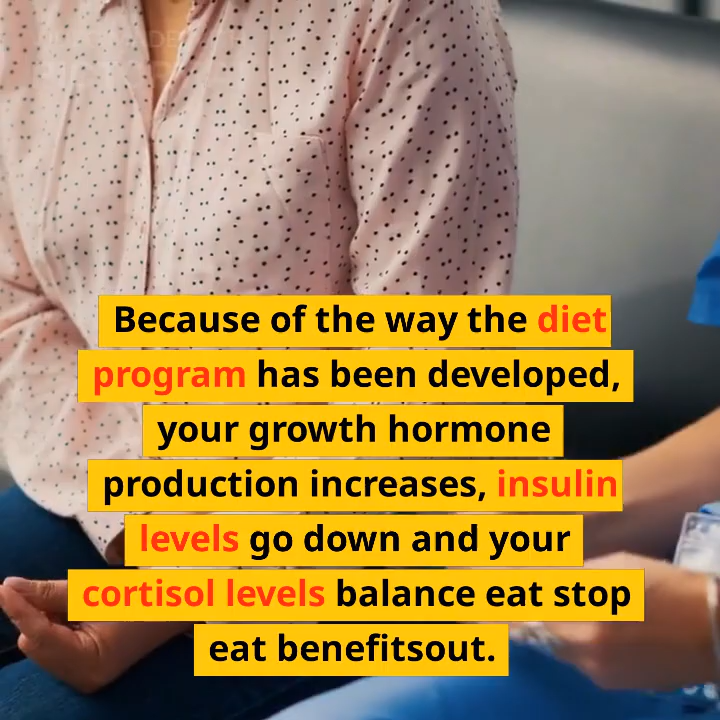 Because of the way the diet
program has been developed,
your growth hormone
production increases, insulin
levels go down and your
cortisol levels balance eat stop
eat benefitsout.